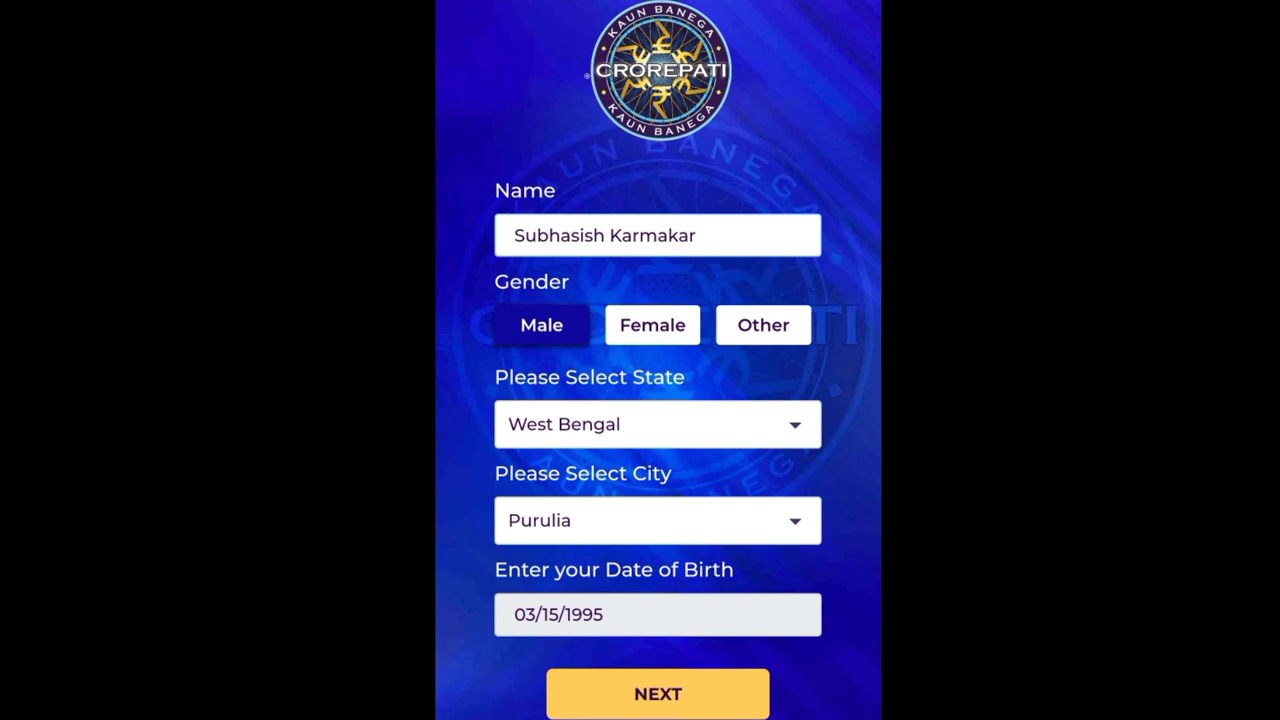 KAUN BANEGA
CROREPATI
®
KAUN BANEGA
Name
Subhasish Karmakar
Gender
Male Female Other
Please Select State
West Bengal
Please Select City
Purulia
Enter your Date of Birth
03/15/1995
NEXT